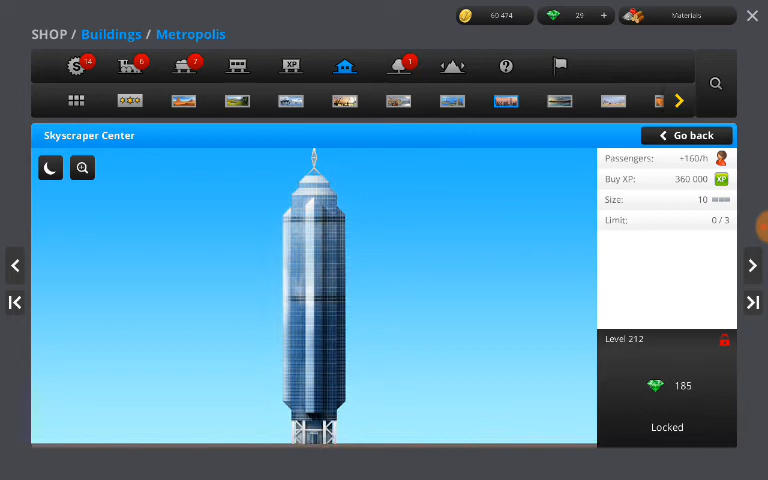 60 474
29 +
Materials
SHOP / Buildings / Metropolis
14
6
7
XP
1
$
?
Skyscraper Center
Go back
Passengers: +160/h
Buy XP: 360 000 XP
Size: 10
Limit: 0 / 3
Level 212
185
Locked